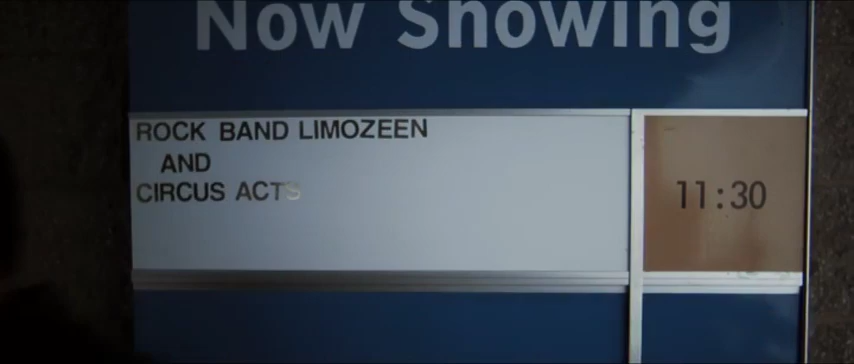 Now Showing
ROCK BAND LIMOZEEN
AND
CIRCUS ACTS
11:30